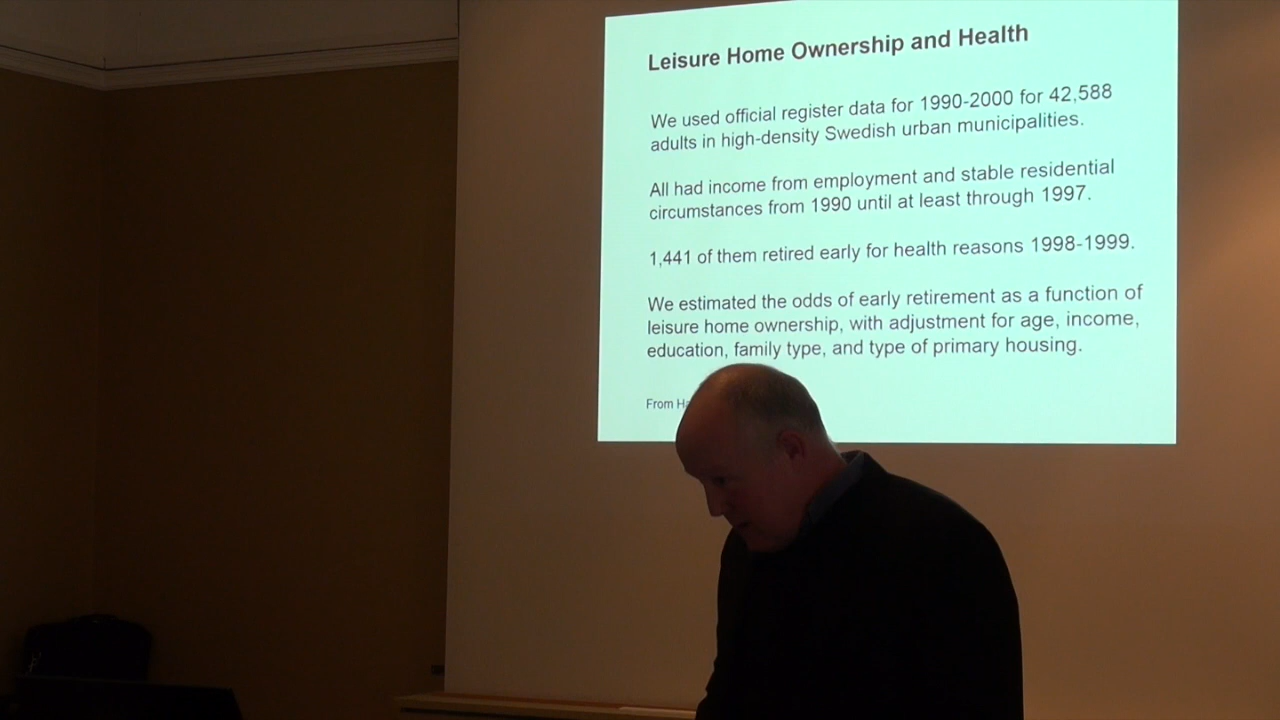 Leisure Home Ownership and Health
We used official register data for 1990-2000 for 42,588
adults in high-density Swedish urban municipalities.
All had income from employment and stable residential
circumstances from 1990 until at least through 1997.
1,441 of them retired early for health reasons 1998-1999.
We estimated the odds of early retirement as a function of
leisure home ownership, with adjustment for age, income,
education, family type, and type of primary housing.
From